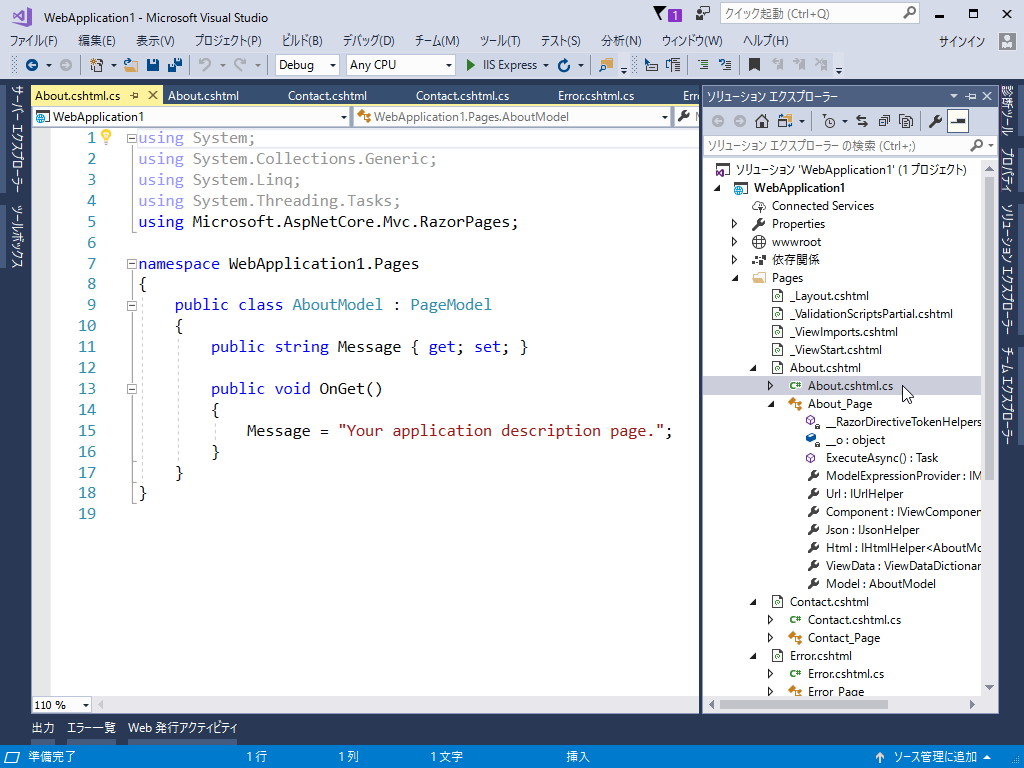 WebApplication1 - Microsoft Visual Studio
1
クイック起動 (Ctrl+Q)
ファイル(F) 編集(E) 表示(V) プロジェクト(P) ビルド(B) デバッグ(D) チーム(M) ツール(T) テスト(S) 分析(N) ウィンドウ(W) ヘルプ(H) サインイン
Debug Any CPU IIS Express
サーバー エクスプローラー
ツールボックス
About.cshtml.cs About.cshtml Contact.cshtml Contact.cshtml.cs Error.cshtml.cs Err
WebApplication1 WebApplication1.Pages.AboutModel
1 using System;
2 using System.Collections.Generic;
3 using System.Linq;
4 using System.Threading.Tasks;
5 using Microsoft.AspNetCore.Mvc.RazorPages;
6
7 namespace WebApplication1.Pages
8 {
9 public class AboutModel : PageModel
10 {
11 public string Message { get; set; }
12
13 public void OnGet()
14 {
15 Message = "Your application description page.";
16 }
17 }
18 }
19
110 %
ソリューション エクスプローラー
ソリューション エクスプローラー の検索 (Ctrl+;)
ソリューション 'WebApplication1' (1 プロジェクト)
WebApplication1
Connected Services
Properties
wwwroot
依存関係
Pages
_Layout.cshtml
_ValidationScriptsPartial.cshtml
_ViewImports.cshtml
_ViewStart.cshtml
About.cshtml
C# About.cshtml.cs
About_Page
__RazorDirectiveTokenHelpers
__o : object
ExecuteAsync() : Task
ModelExpressionProvider : IM
Url : IUrlHelper
Component : IViewComponen
Json : IJsonHelper
Html : IHtmlHelper<AboutMo
ViewData : ViewDataDictionar
Model : AboutModel
Contact.cshtml
C# Contact.cshtml.cs
Contact_Page
Error.cshtml
C# Error.cshtml.cs
Error_Page
診断ツール
プロパティ
ソリューション エクスプローラー
チーム エクスプローラー
出力 エラー一覧 Web 発行アクティビティ
準備完了 1 行 1 列 1 文字 挿入 ソース管理に追加